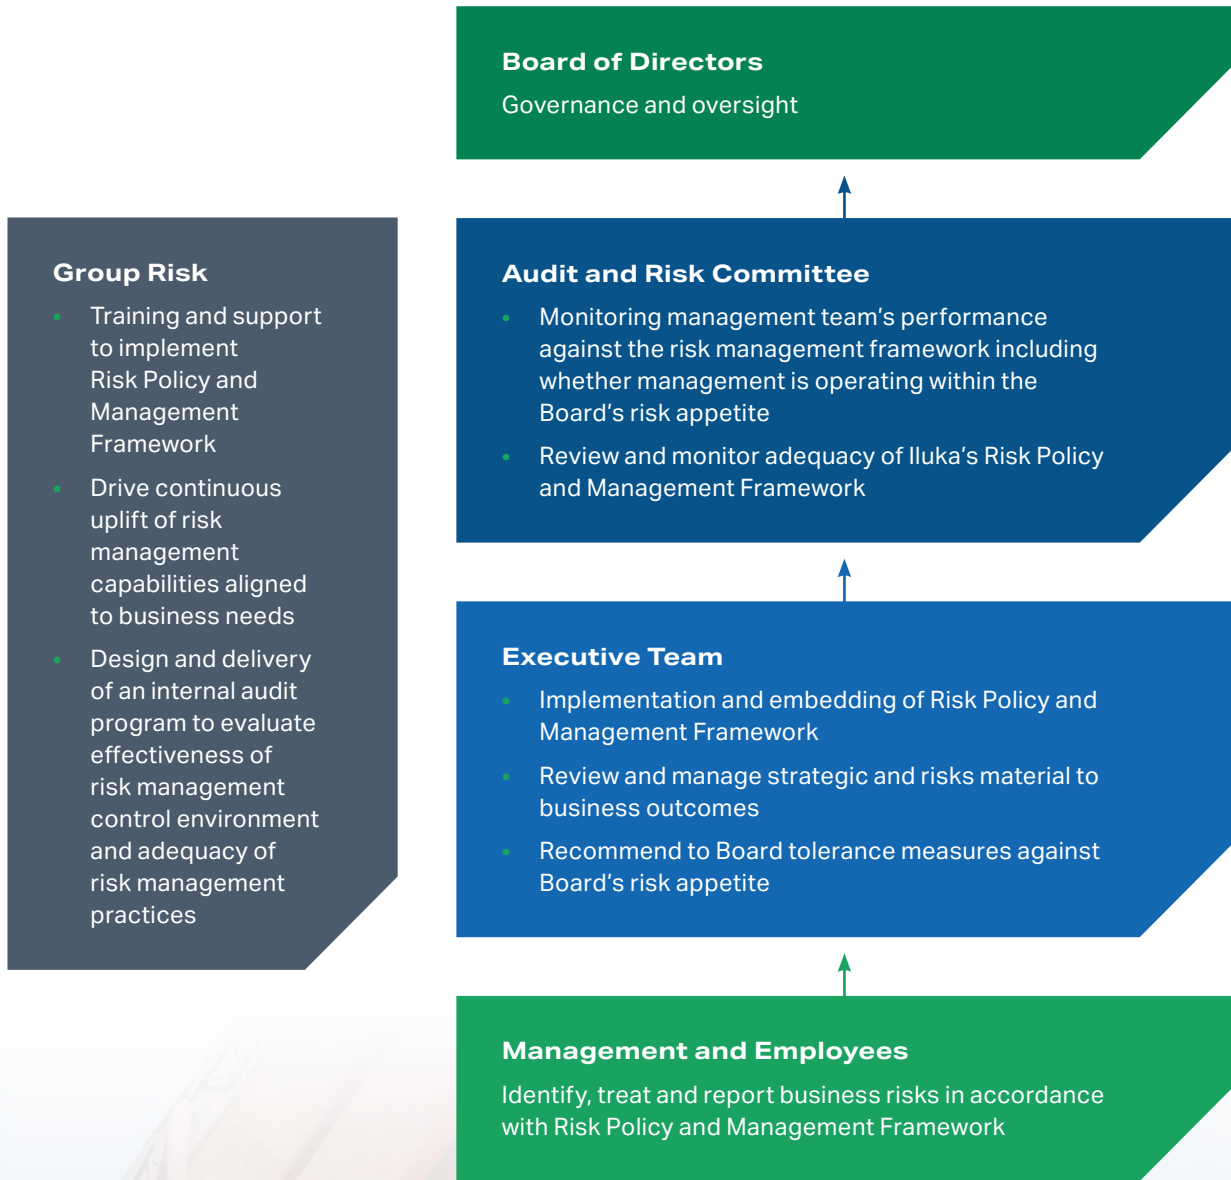 Board of Directors
Governance and oversight
Group Risk
• Training and support
to implement
Risk Policy and
Management
Framework
• Drive continuous
uplift of risk
management
capabilities aligned
to business needs
• Design and delivery
of an internal audit
program to evaluate
effectiveness of
risk management
control environment
and adequacy of
risk management
practices
Audit and Risk Committee
• Monitoring management team’s performance
against the risk management framework including
whether management is operating within the
Board’s risk appetite
• Review and monitor adequacy of Iluka’s Risk Policy
and Management Framework
Executive Team
• Implementation and embedding of Risk Policy and
Management Framework
• Review and manage strategic and risks material to
business outcomes
• Recommend to Board tolerance measures against
Board’s risk appetite
Management and Employees
Identify, treat and report business risks in accordance
with Risk Policy and Management Framework